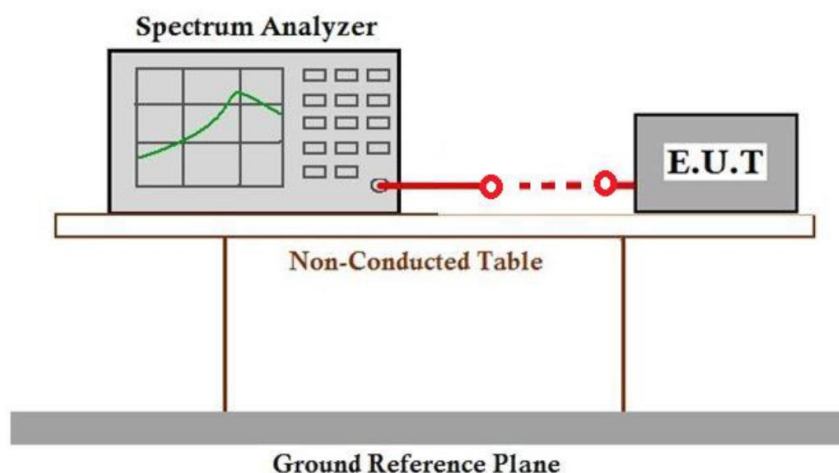 Spectrum Analyzer
E.U.T
Non-Conducted Table
Ground Reference Plane